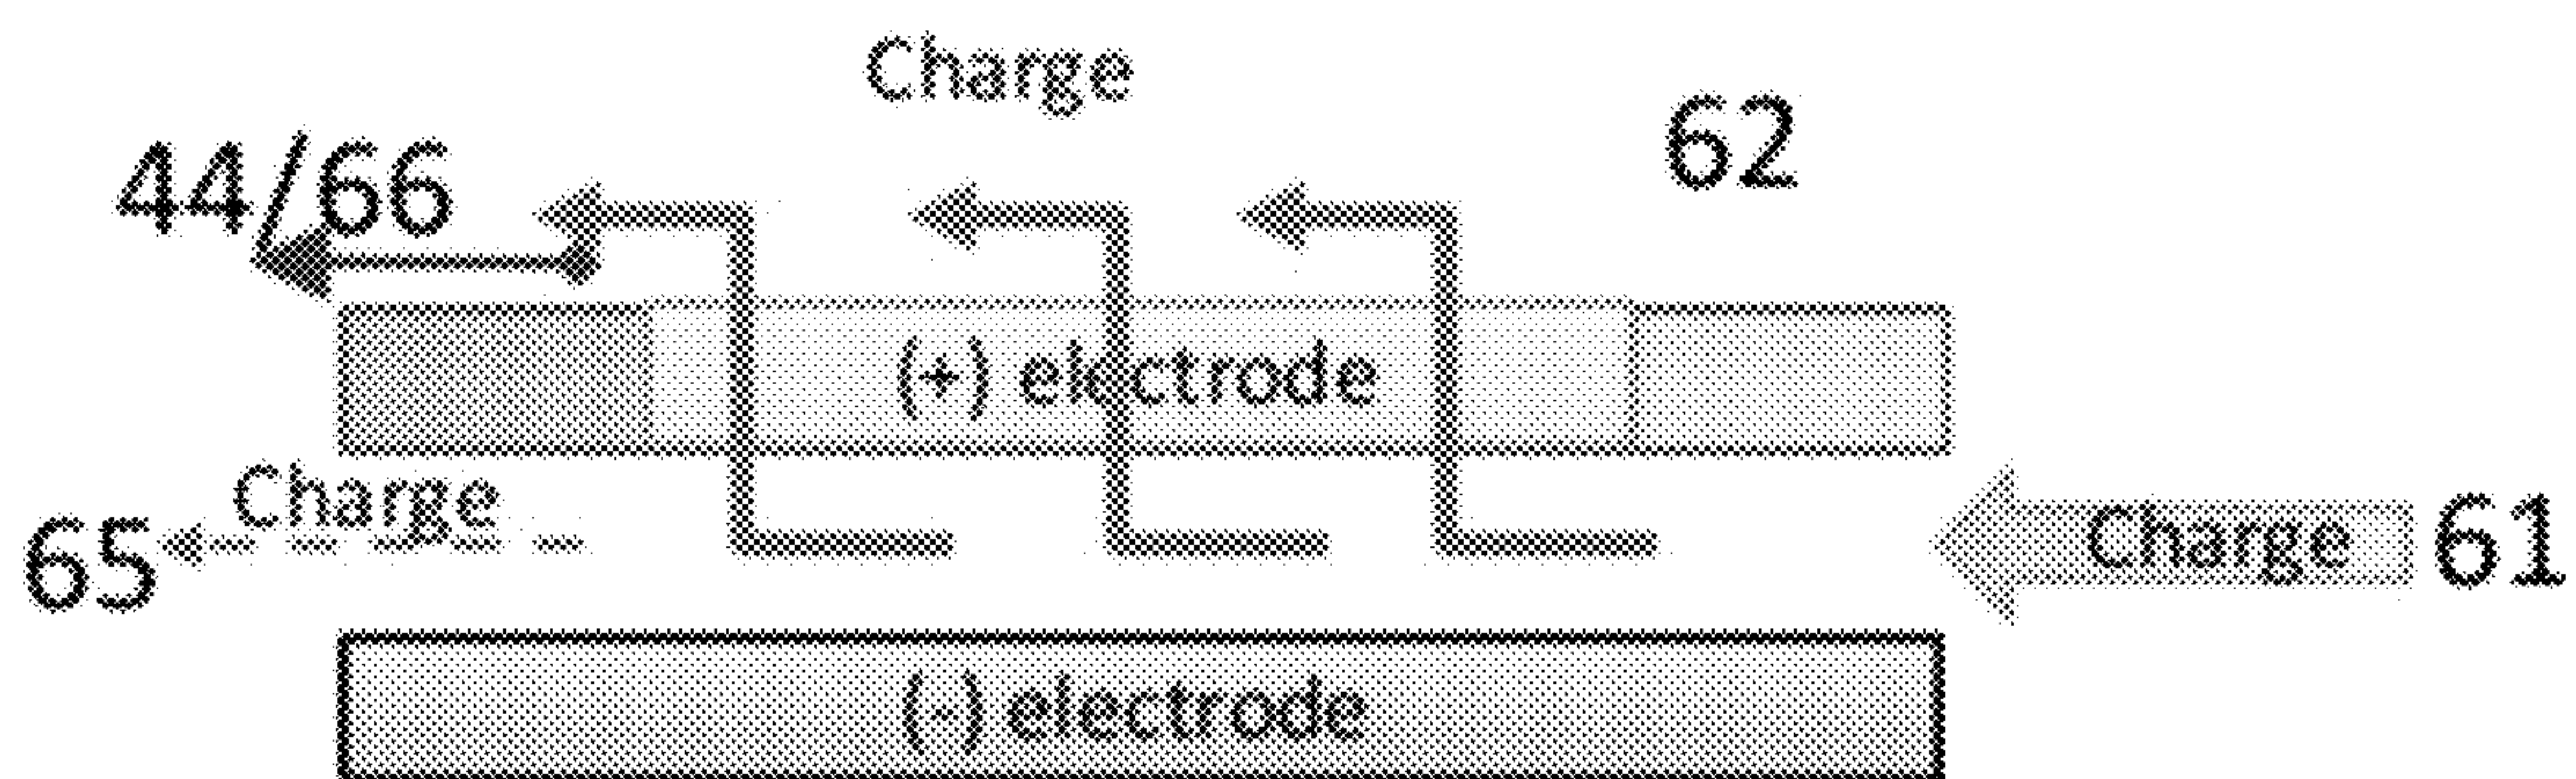 Charge
62
44/66
(+) electrode
Charge
65
Charge
61
(-) electrode